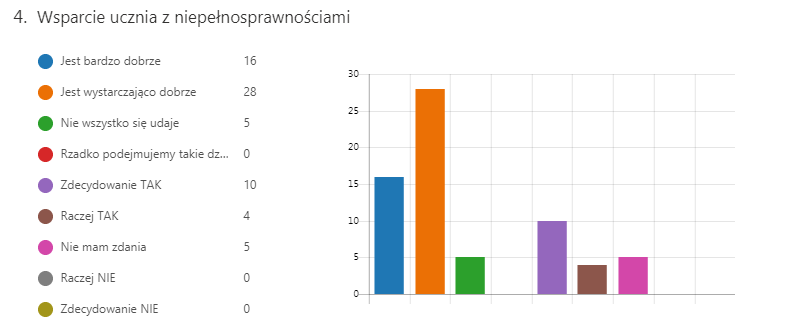 4. Wsparcie ucznia z niepełnosprawnościami
Jest bardzo dobrze 16
Jest wystarczająco dobrze 28
Nie wszystko się udaje 5
Rzadko podejmujemy takie dz... 0
Zdecydowanie TAK 10
Raczej TAK 4
Nie mam zdania 5
Raczej NIE 0
Zdecydowanie NIE 0
30
25
20
15
10
5
0